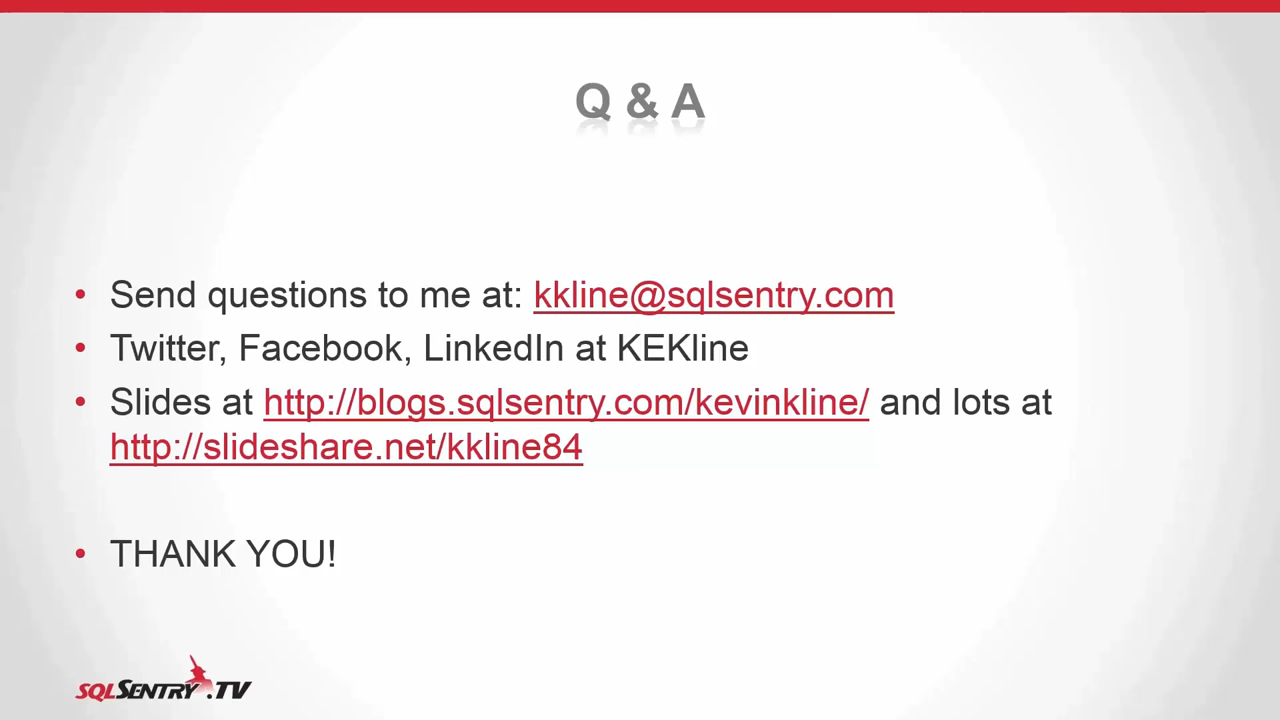 Q & A
• Send questions to me at: kkline@sqlsentry.com
• Twitter, Facebook, LinkedIn at KEKline
• Slides at http://blogs.sqlsentry.com/kevinkline/ and lots at
http://slideshare.net/kkline84
• THANK YOU!
SQLSENTRY.TV